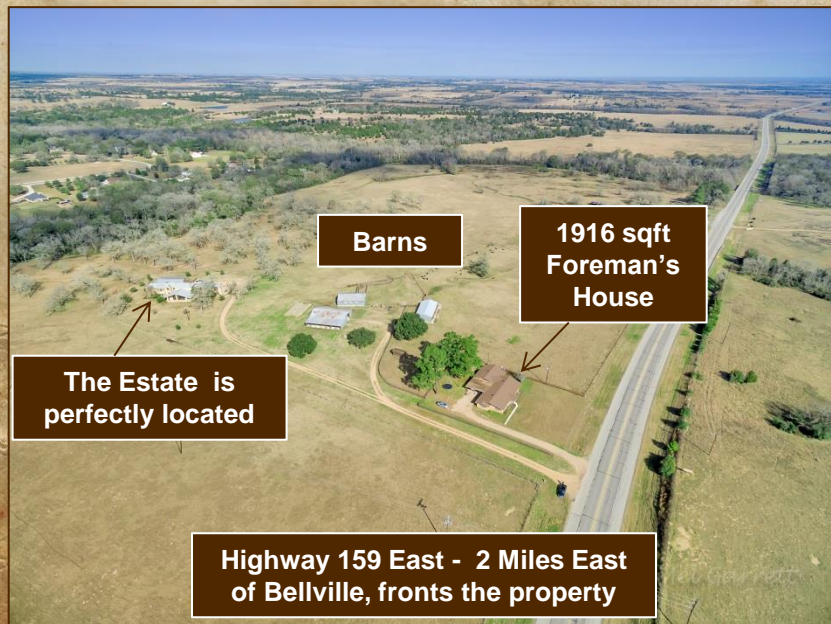 Barns
1916 sqft
Foreman's
House
The Estate is
perfectly located
Highway 159 East - 2 Miles East
of Bellville, fronts the property
Garrett